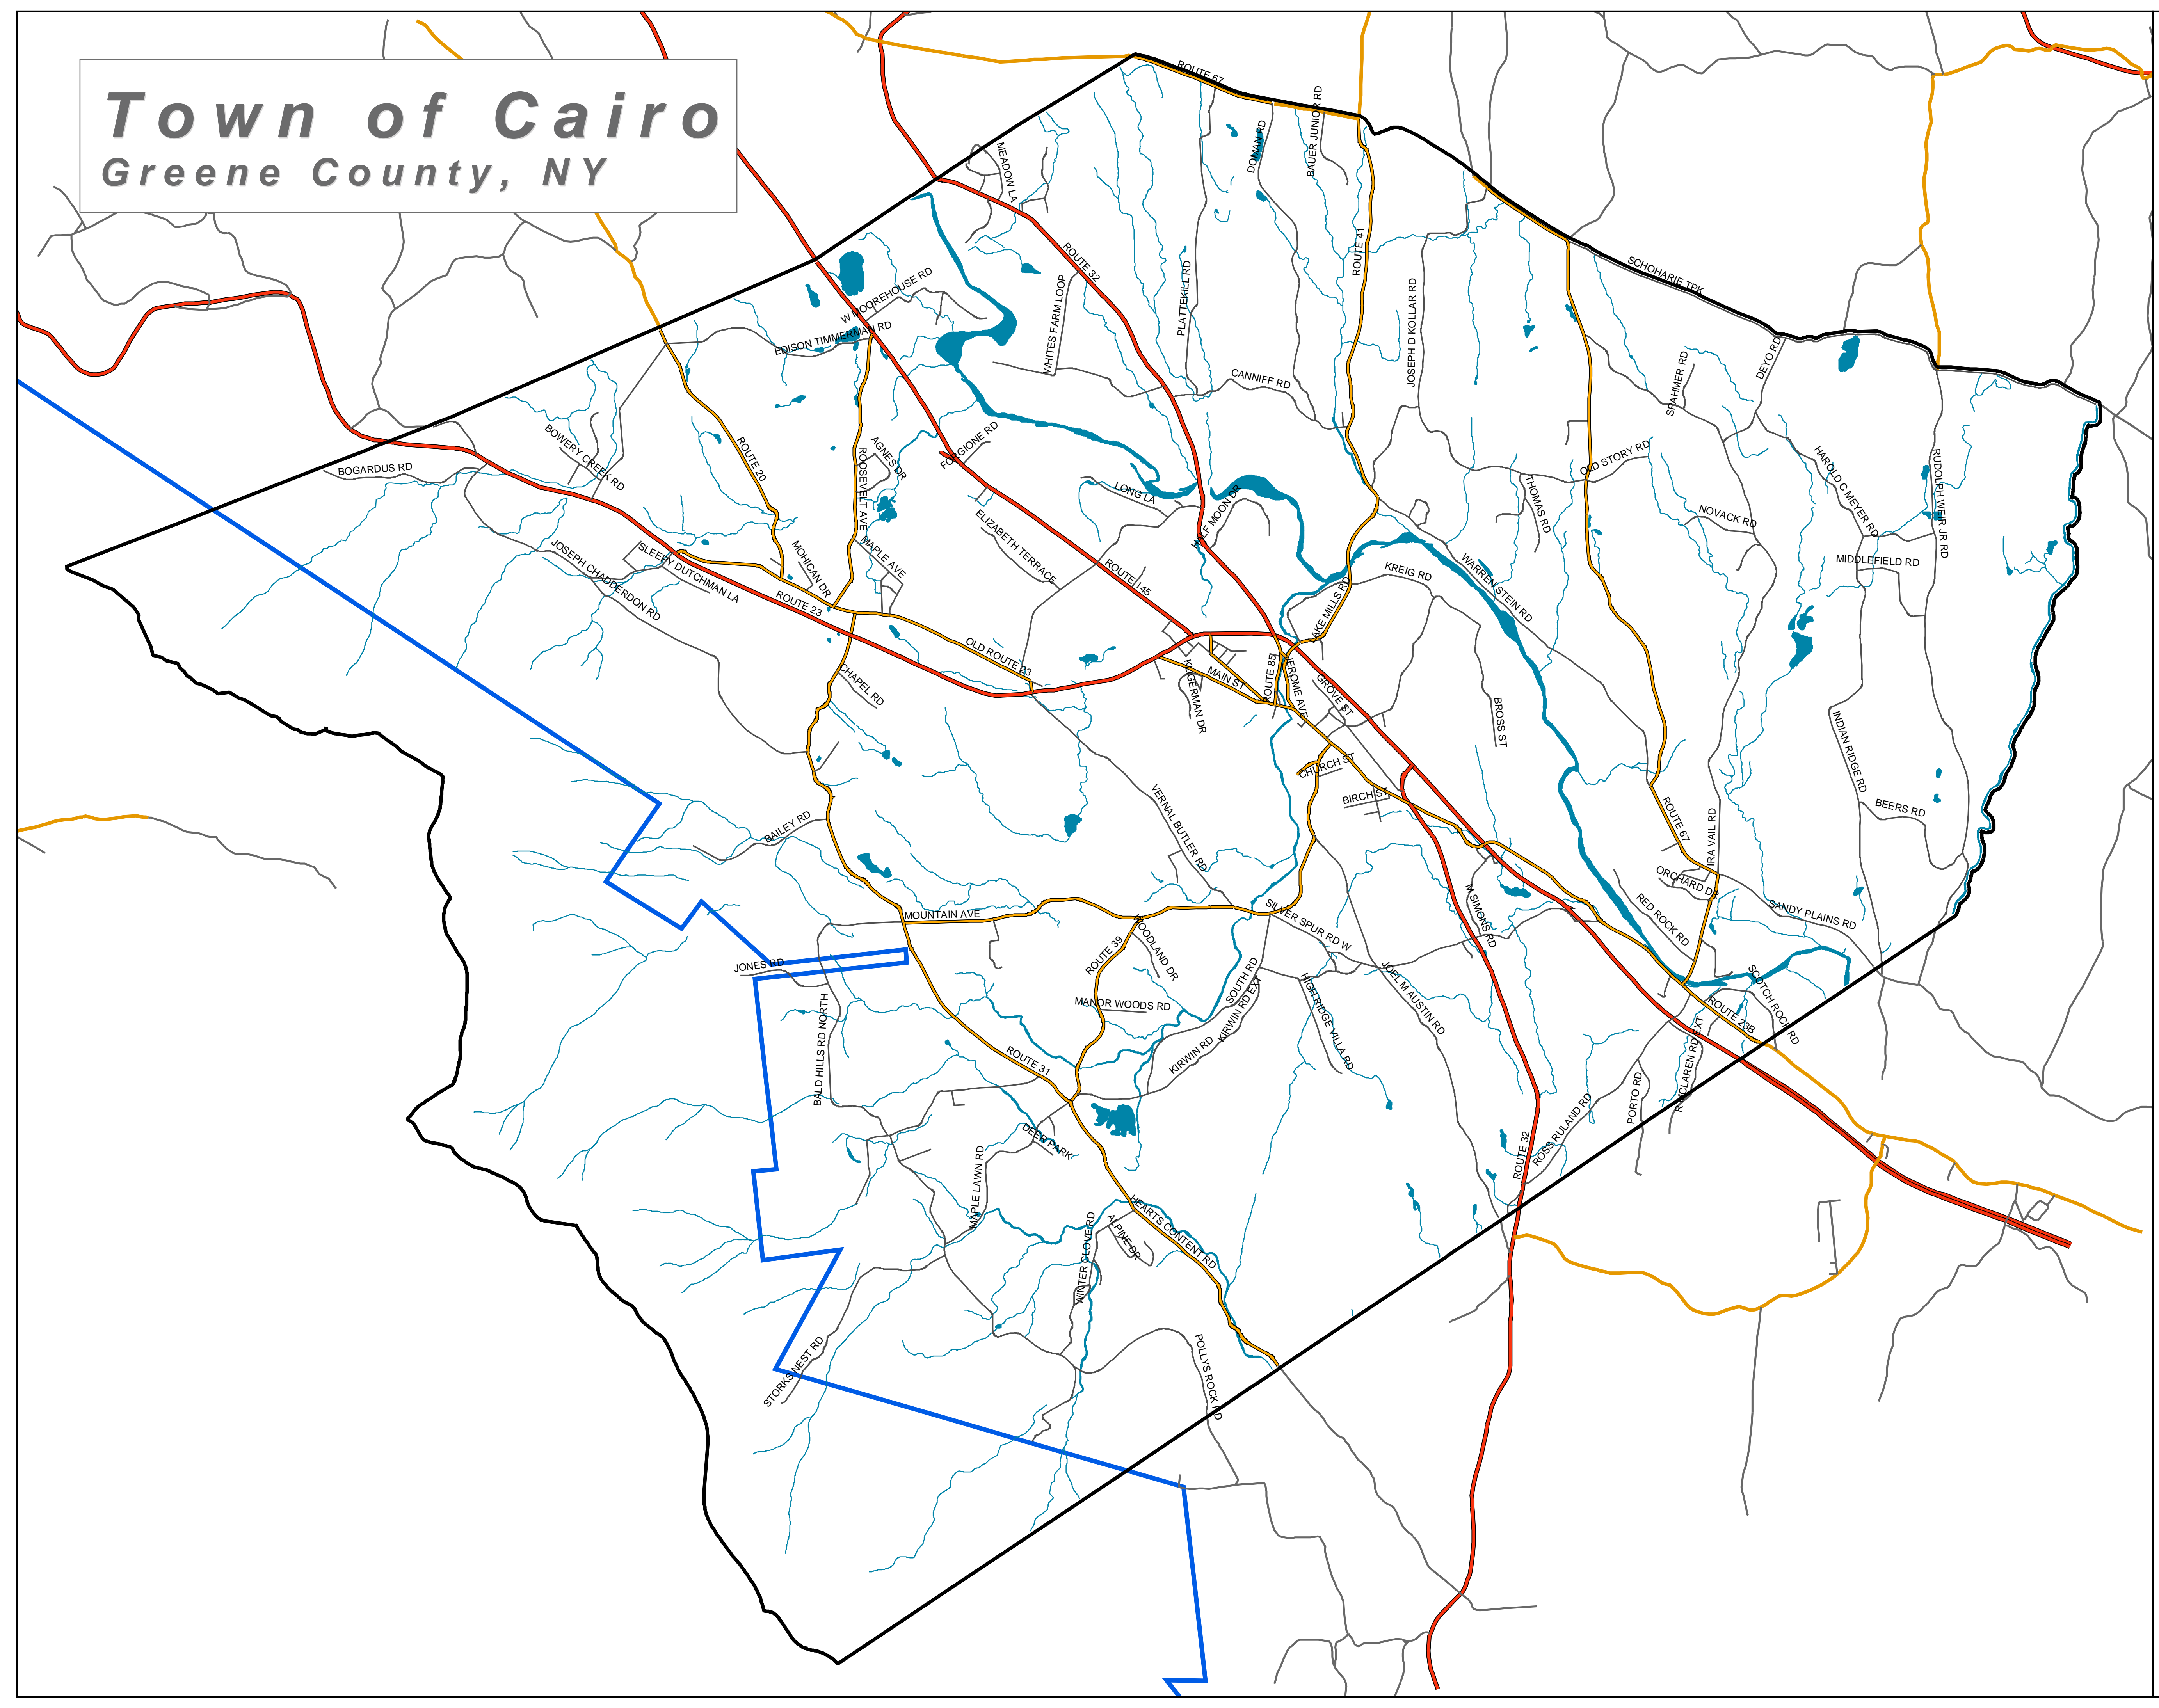 Town of Cairo
Greene County, NY
ROUTE 67
BAUER JUNIOR RD
DOMAN RD
MEADOW LA
ROUTE 41
ROUTE 32
SCHOHARIE TPK
W MOOREHOUSE RD
WHITES FARM LOOP
PLATTEKILL RD
JOSEPH D KOLLAR RD
EDISON TIMMERMAN RD
DEYO RD
SPAHMER RD
CANNIFF RD
BOWERY CREEK RD
BOGARDUS RD
ROUTE 20
ROOSEVELT AVE
AGNES DR
FORGIONE RD
OLD STORY RD
HAROLD C MEYER RD
RUDOLPH WEIR JR RD
LONG LA
HALF MOON DR
THOMAS RD
NOVACK RD
ELIZABETH TERRACE
MAPLE AVE
MOHICAN DR
SLEEPY DUTCHMAN LA
JOSEPH CHADDERDON RD
ROUTE 145
KREIG RD
WARREN STEIN RD
MIDDLEFIELD RD
ROUTE 23
LAKE MILLS RD
OLD ROUTE 23
CHAPEL RD
MAIN ST
KLIGERMAN DR
ROUTE 85
JEROME AVE
GROVE ST
BROSS ST
INDIAN RIDGE RD
CHURCH ST
BIRCH ST
BEERS RD
BAILEY RD
VERNAL BUTLER RD
ROUTE 67
IRA VAIL RD
ORCHARD DR
RED ROCK RD
SANDY PLAINS RD
MOUNTAIN AVE
SILVER SPUR RD W
M SIMONS RD
WOODLAND DR
ROUTE 39
JONES RD
SOUTH RD
KIRWIN RD EXT
HIGH RIDGE VILLA RD
JOEL M AUSTIN RD
SCOTCH ROCK RD
MANOR WOODS RD
ROUTE 23B
BALD HILLS RD NORTH
ROUTE 31
KIRWIN RD
PORTO RD
ROSS RULAND RD
DEER PARK
ROUTE 32
MAPLE LAWN RD
HEARTS CONTENT RD
ALPINE DR
WINTER CLOVE RD
STORKS NEST RD
POLLYS ROCK RD